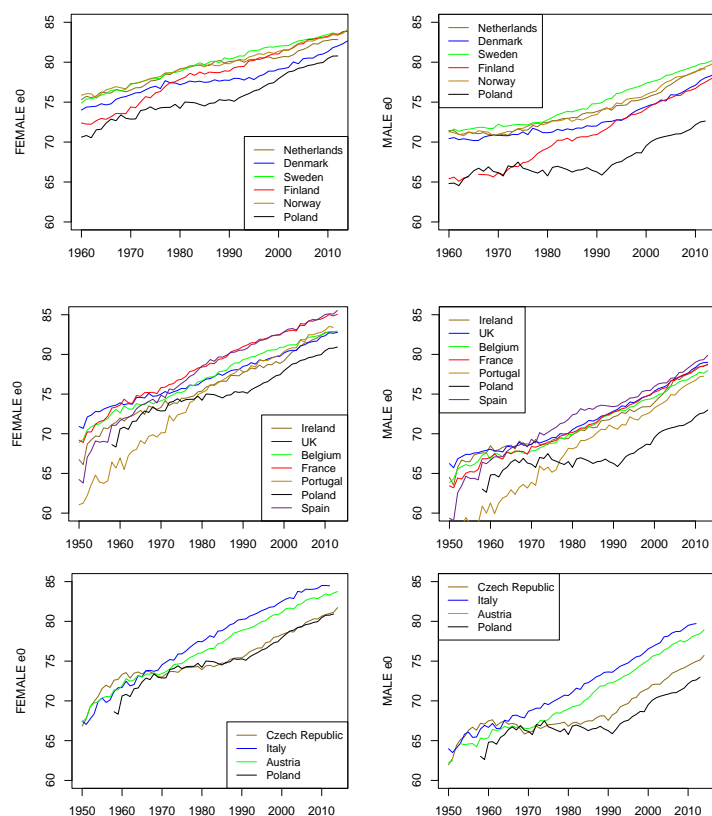 FEMALE e0
85
80
75
70
65
60
1960 1970 1980 1990 2000 2010
Netherlands
Denmark
Sweden
Finland
Norway
Poland
MALE e0
85
80
75
70
65
60
1960 1970 1980 1990 2000 2010
Netherlands
Denmark
Sweden
Finland
Norway
Poland
FEMALE e0
85
80
75
70
65
60
1950 1960 1970 1980 1990 2000 2010
Ireland
UK
Belgium
France
Portugal
Poland
Spain
MALE e0
85
80
75
70
65
60
1950 1960 1970 1980 1990 2000 2010
Ireland
UK
Belgium
France
Portugal
Poland
Spain
FEMALE e0
85
80
75
70
65
60
1950 1960 1970 1980 1990 2000 2010
Czech Republic
Italy
Austria
Poland
MALE e0
85
80
75
70
65
60
1950 1960 1970 1980 1990 2000 2010
Czech Republic
Italy
Austria
Poland